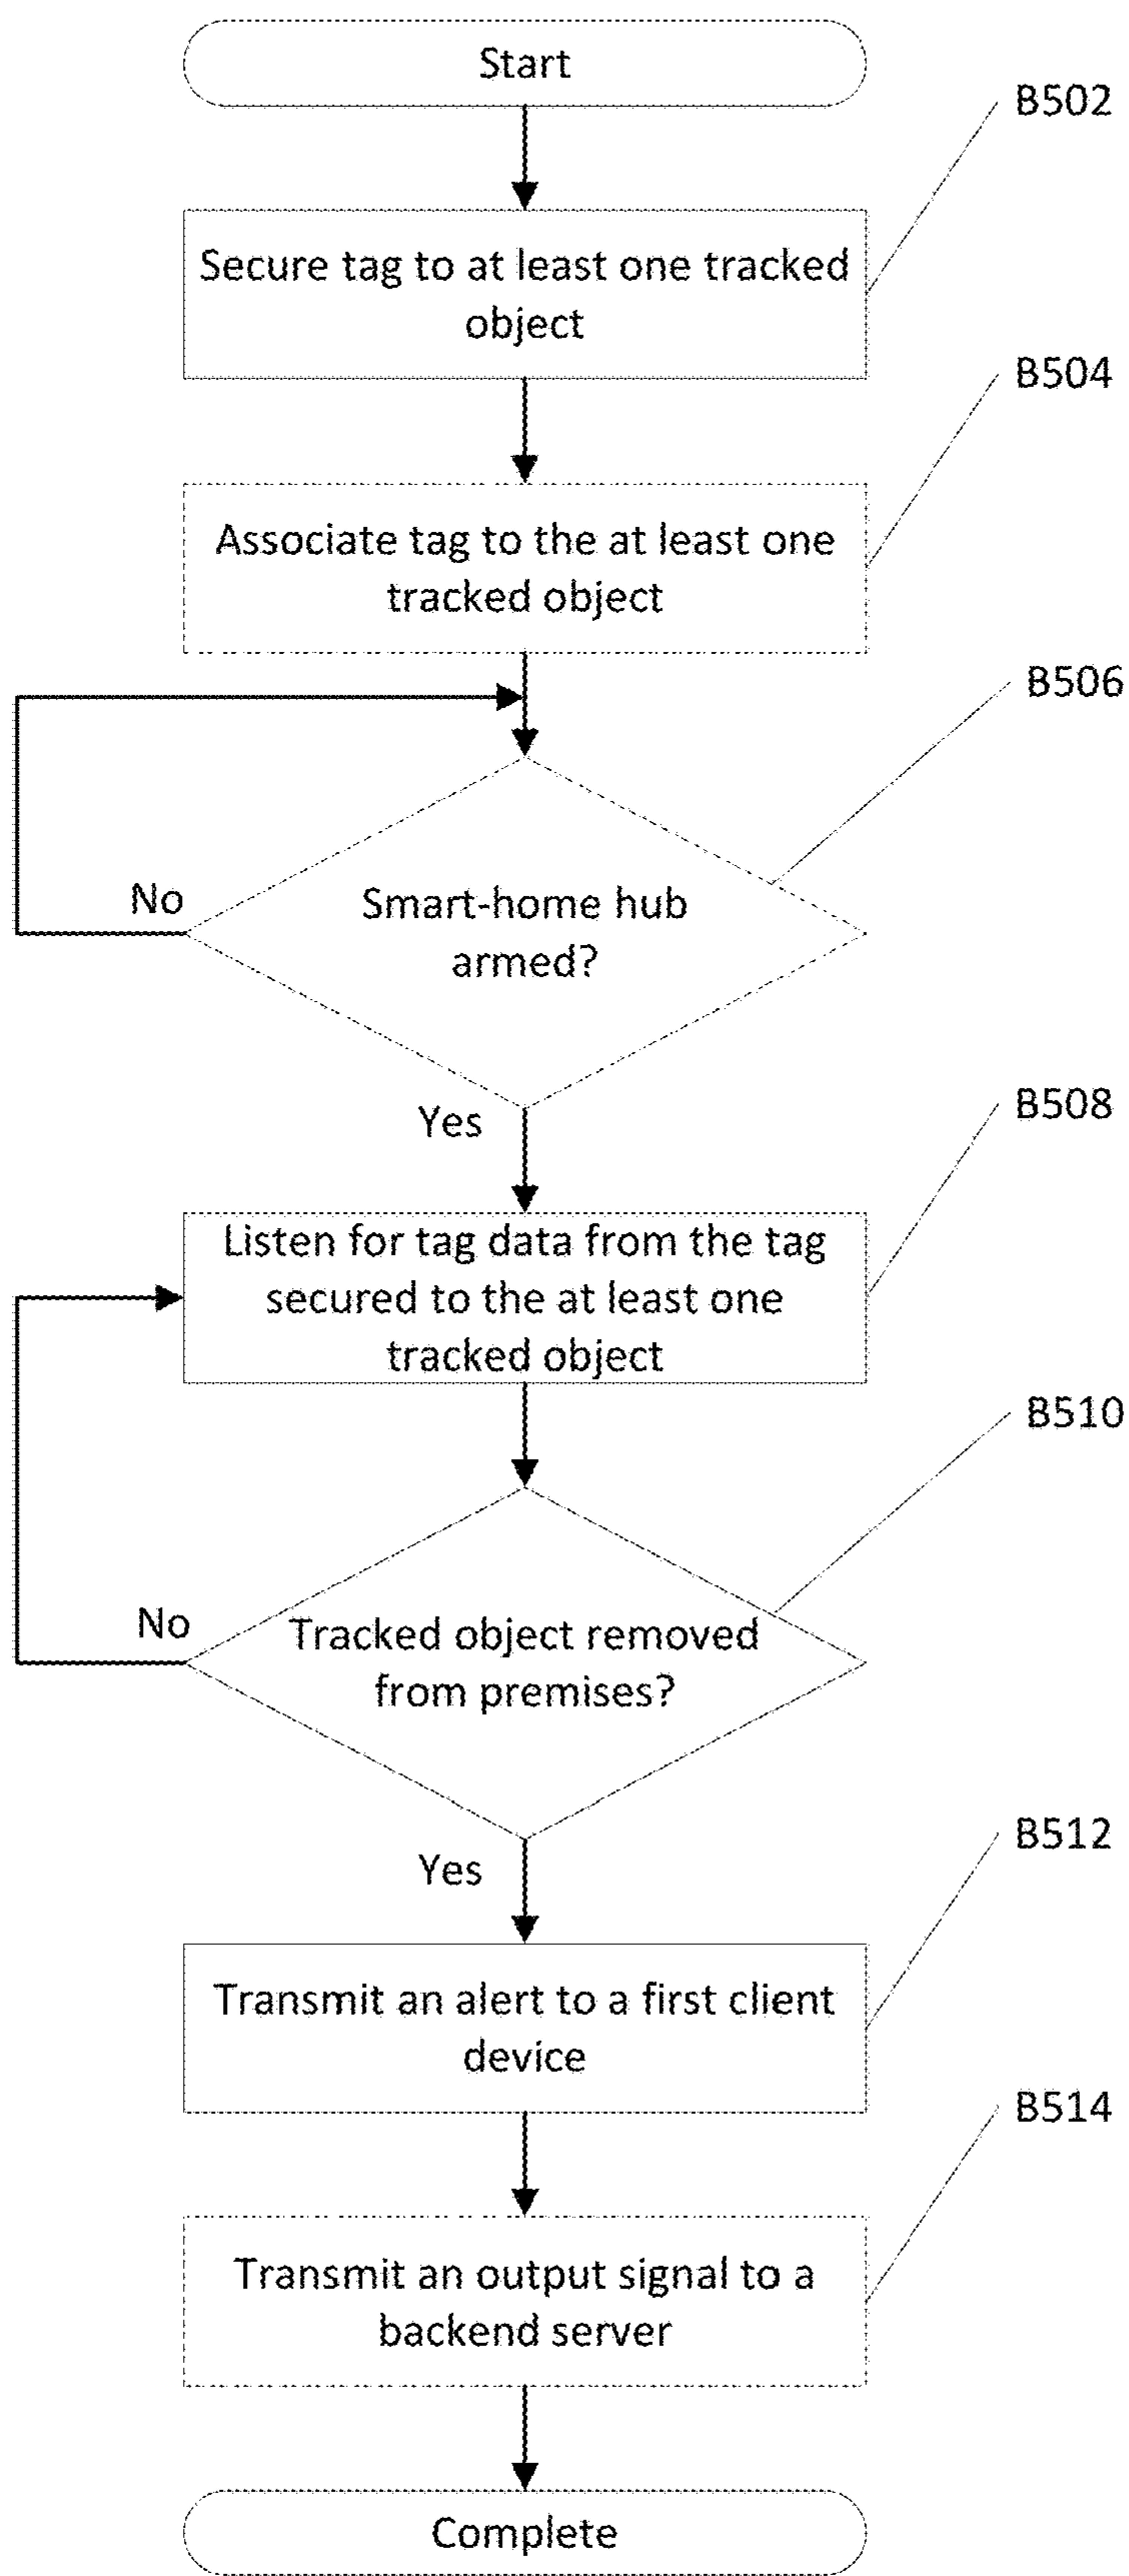 Start
B502
Secure tag to at least one tracked
object
B504
Associate tag to the at least one
tracked object
B506
No
Smart-home hub
armed?
Yes
B508
Listen for tag data from the tag
secured to the at least one
tracked object
B510
No
Tracked object removed
from premises?
Yes
B512
Transmit an alert to a first client
device
B514
Transmit an output signal to a
backend server
Complete